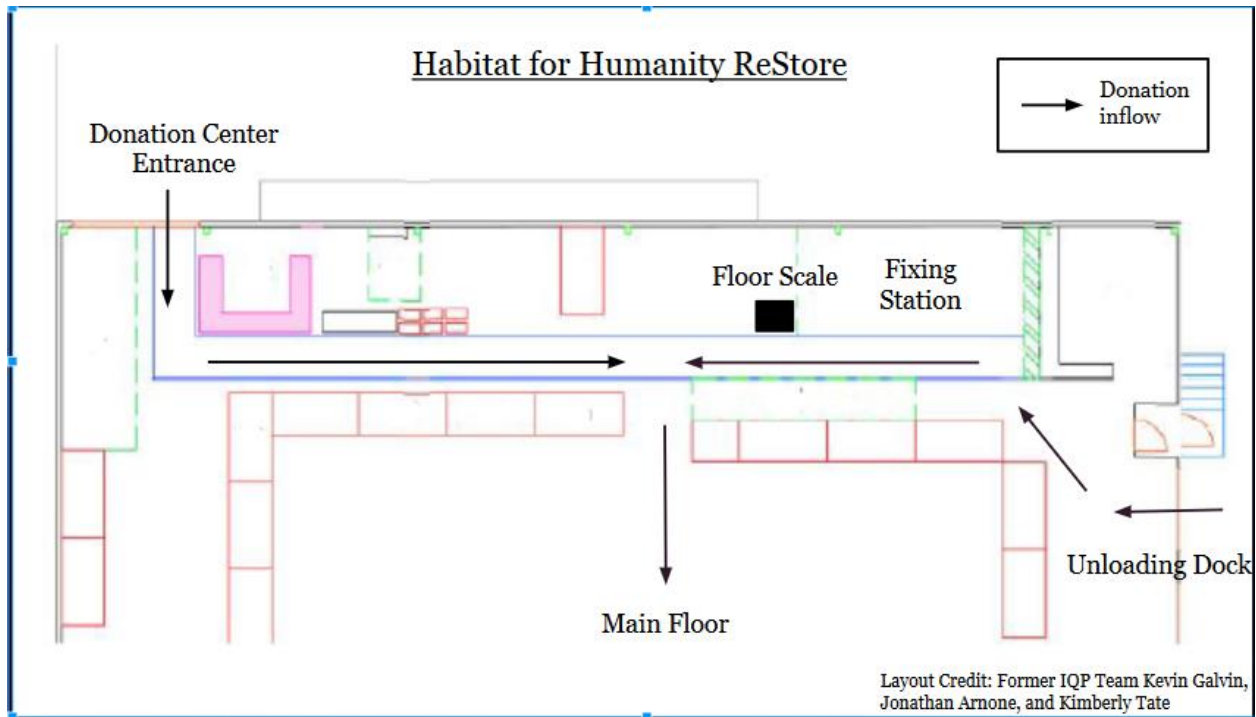 Habitat for Humanity ReStore
Donation
inflow
Donation Center
Entrance
Floor Scale
Fixing
Station
Unloading Dock
Main Floor
Layout Credit: Former IQP Team Kevin Galvin,
Jonathan Arnone, and Kimberly Tate